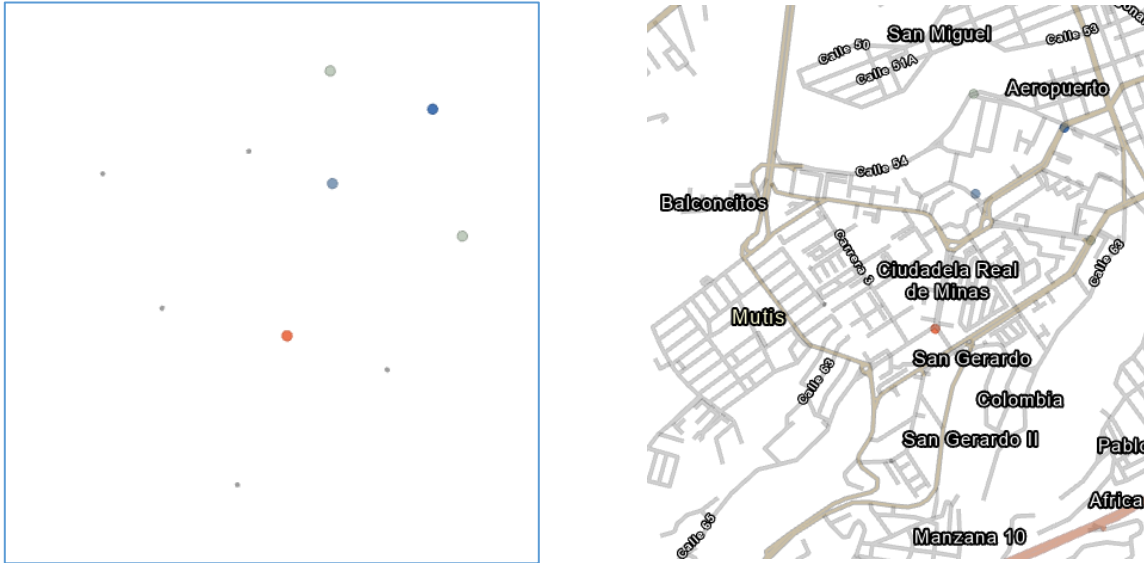 San Miguel
Calle 50
Calle 53
Calle 51A
Aeropuerto
Calle 54
Balconcitos
Carrera 3
Calle 63
Ciudadela Real
de Minas
Mutis
San Gerardo
Calle 63
Colombia
San Gerardo II
Pablo
Africa
Calle 65
Manzana 10